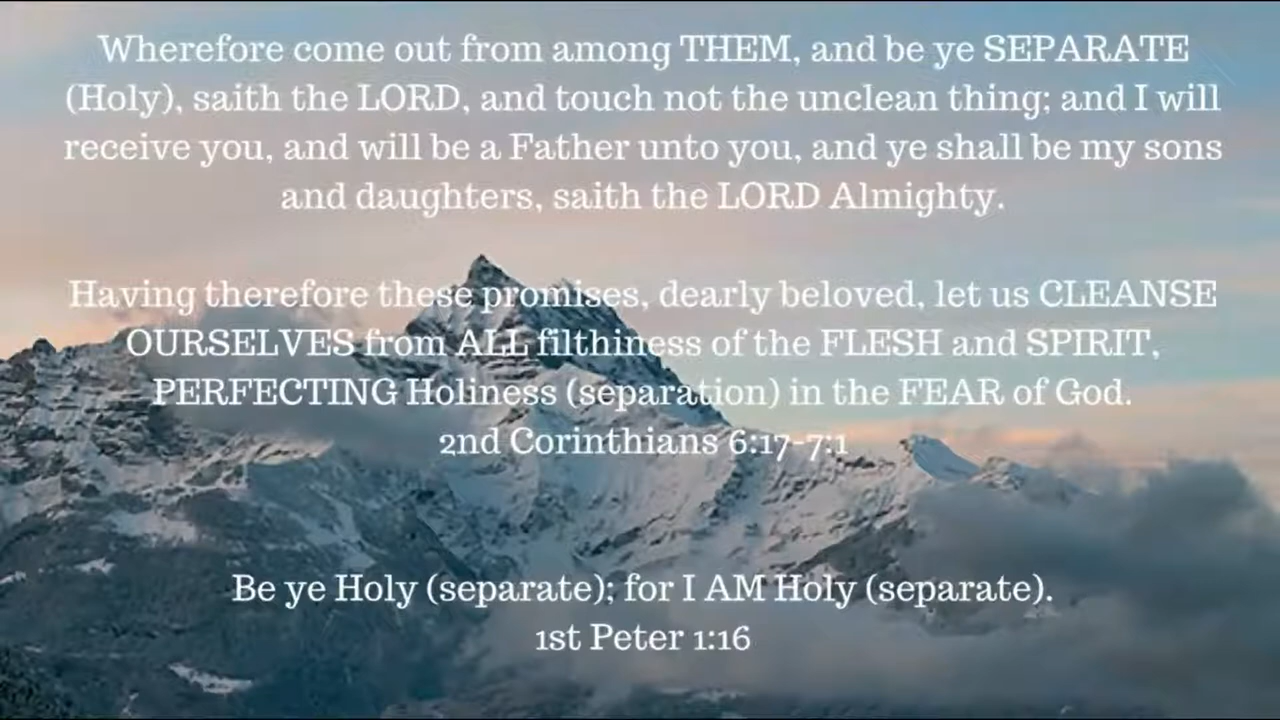 Wherefore come out from among THEM, and be ye SEPARATE
(Holy), saith the LORD, and touch not the unclean thing; and I will
receive you, and will be a Father unto you, and ye shall be my sons
and daughters, saith the LORD Almighty.
Having therefore these promises, dearly beloved, let us CLEANSE
OURSELVES from ALL filthiness of the FLESH and SPIRIT,
PERFECTING Holiness (separation) in the FEAR of God.
2nd Corinthians 6:17-7:1
Be ye Holy (separate); for I AM Holy (separate).
1st Peter 1:16